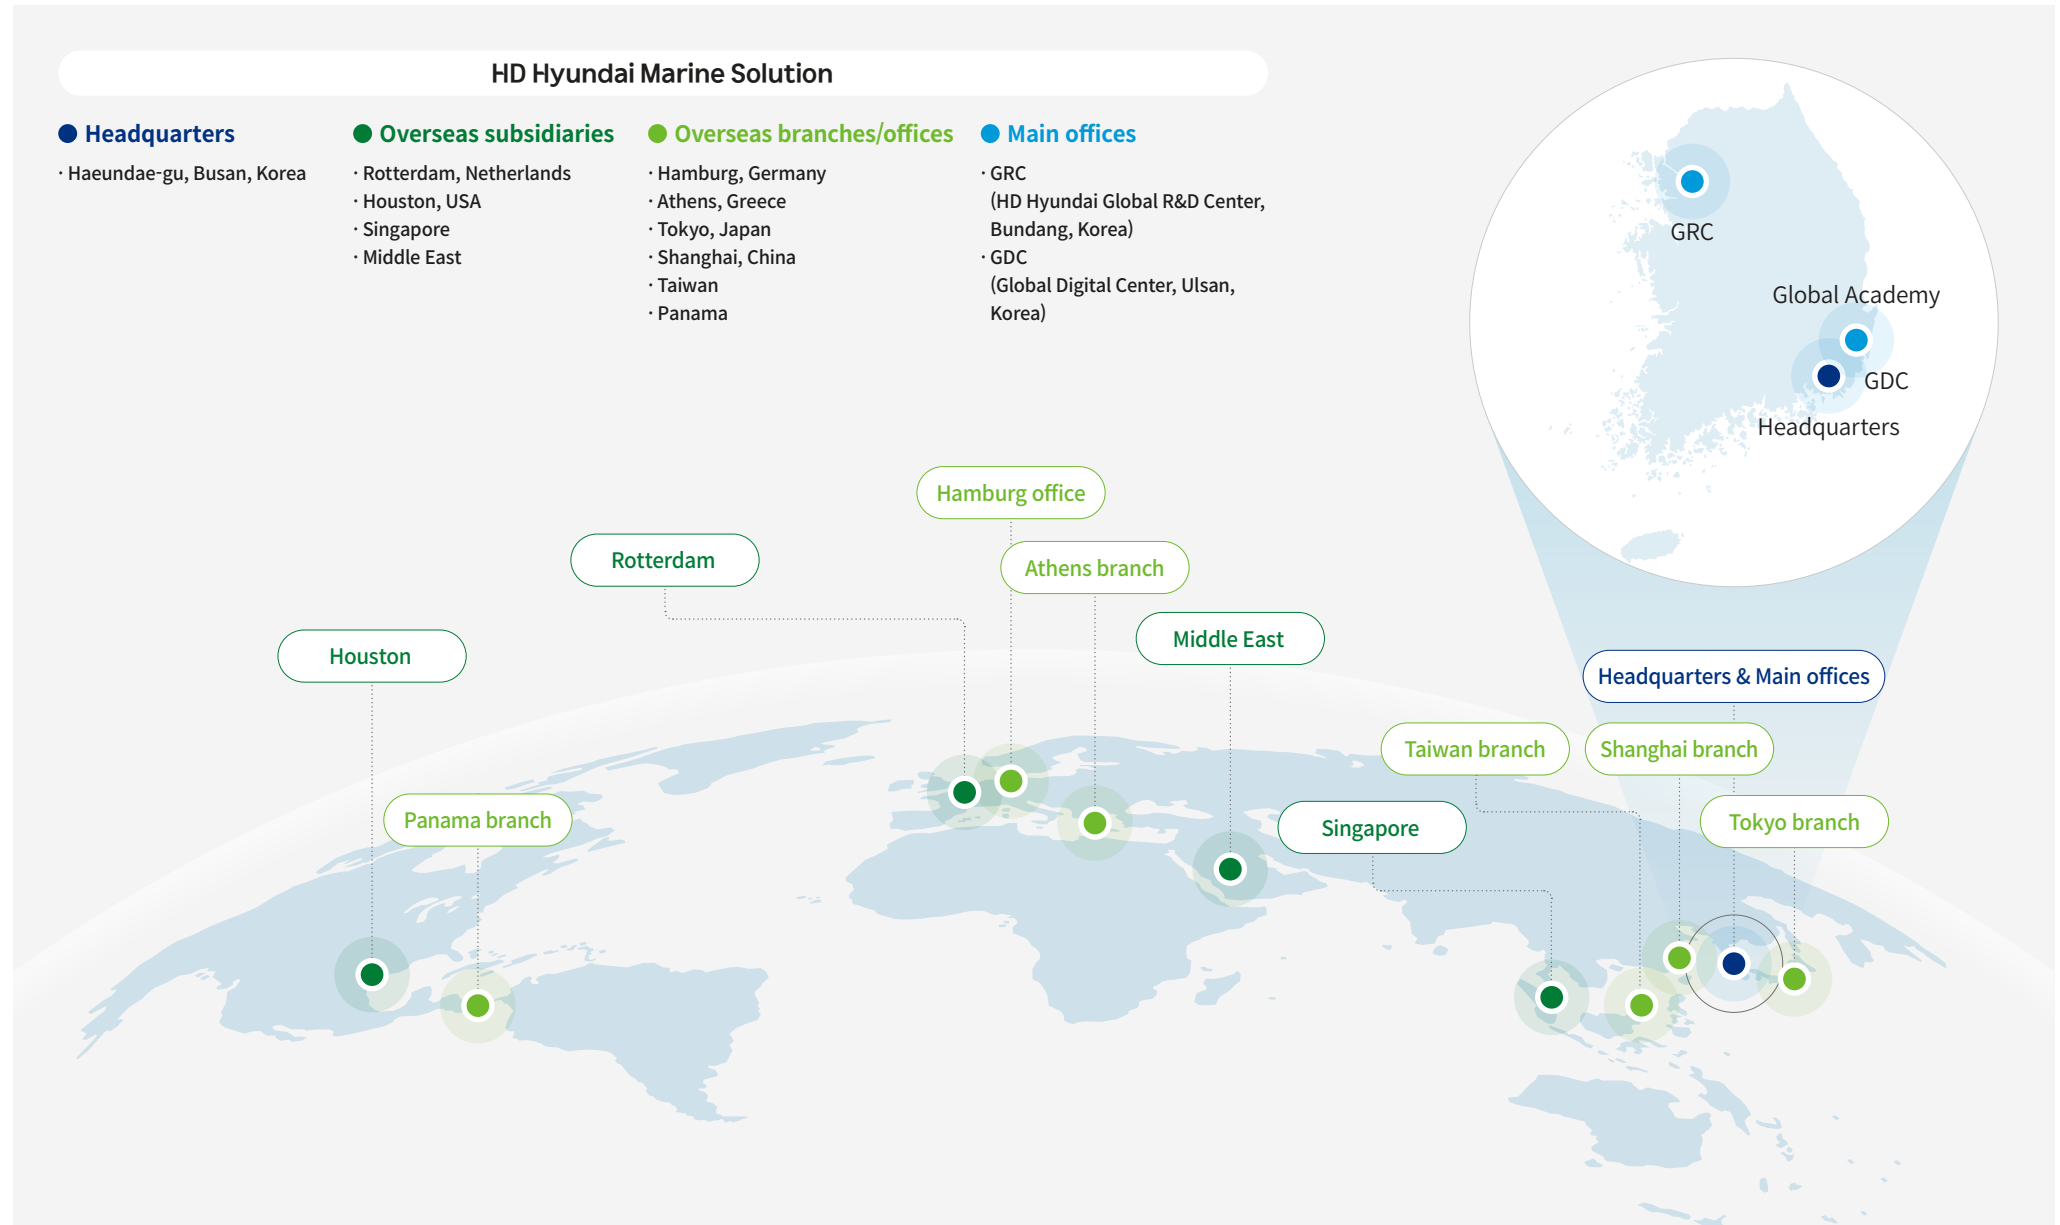 HD Hyundai Marine Solution
Headquarters
· Haeundae-gu, Busan, Korea
Overseas subsidiaries
· Rotterdam, Netherlands
· Houston, USA
· Singapore
· Middle East
Overseas branches/offices
· Hamburg, Germany
· Athens, Greece
· Tokyo, Japan
· Shanghai, China
· Taiwan
· Panama
Main offices
· GRC
(HD Hyundai Global R&D Center,
Bundang, Korea)
· GDC
(Global Digital Center, Ulsan,
Korea)
GRC
Global Academy
GDC
Headquarters
Hamburg office
Rotterdam
Athens branch
Middle East
Houston
Headquarters & Main offices
Taiwan branch
Shanghai branch
Panama branch
Singapore
Tokyo branch